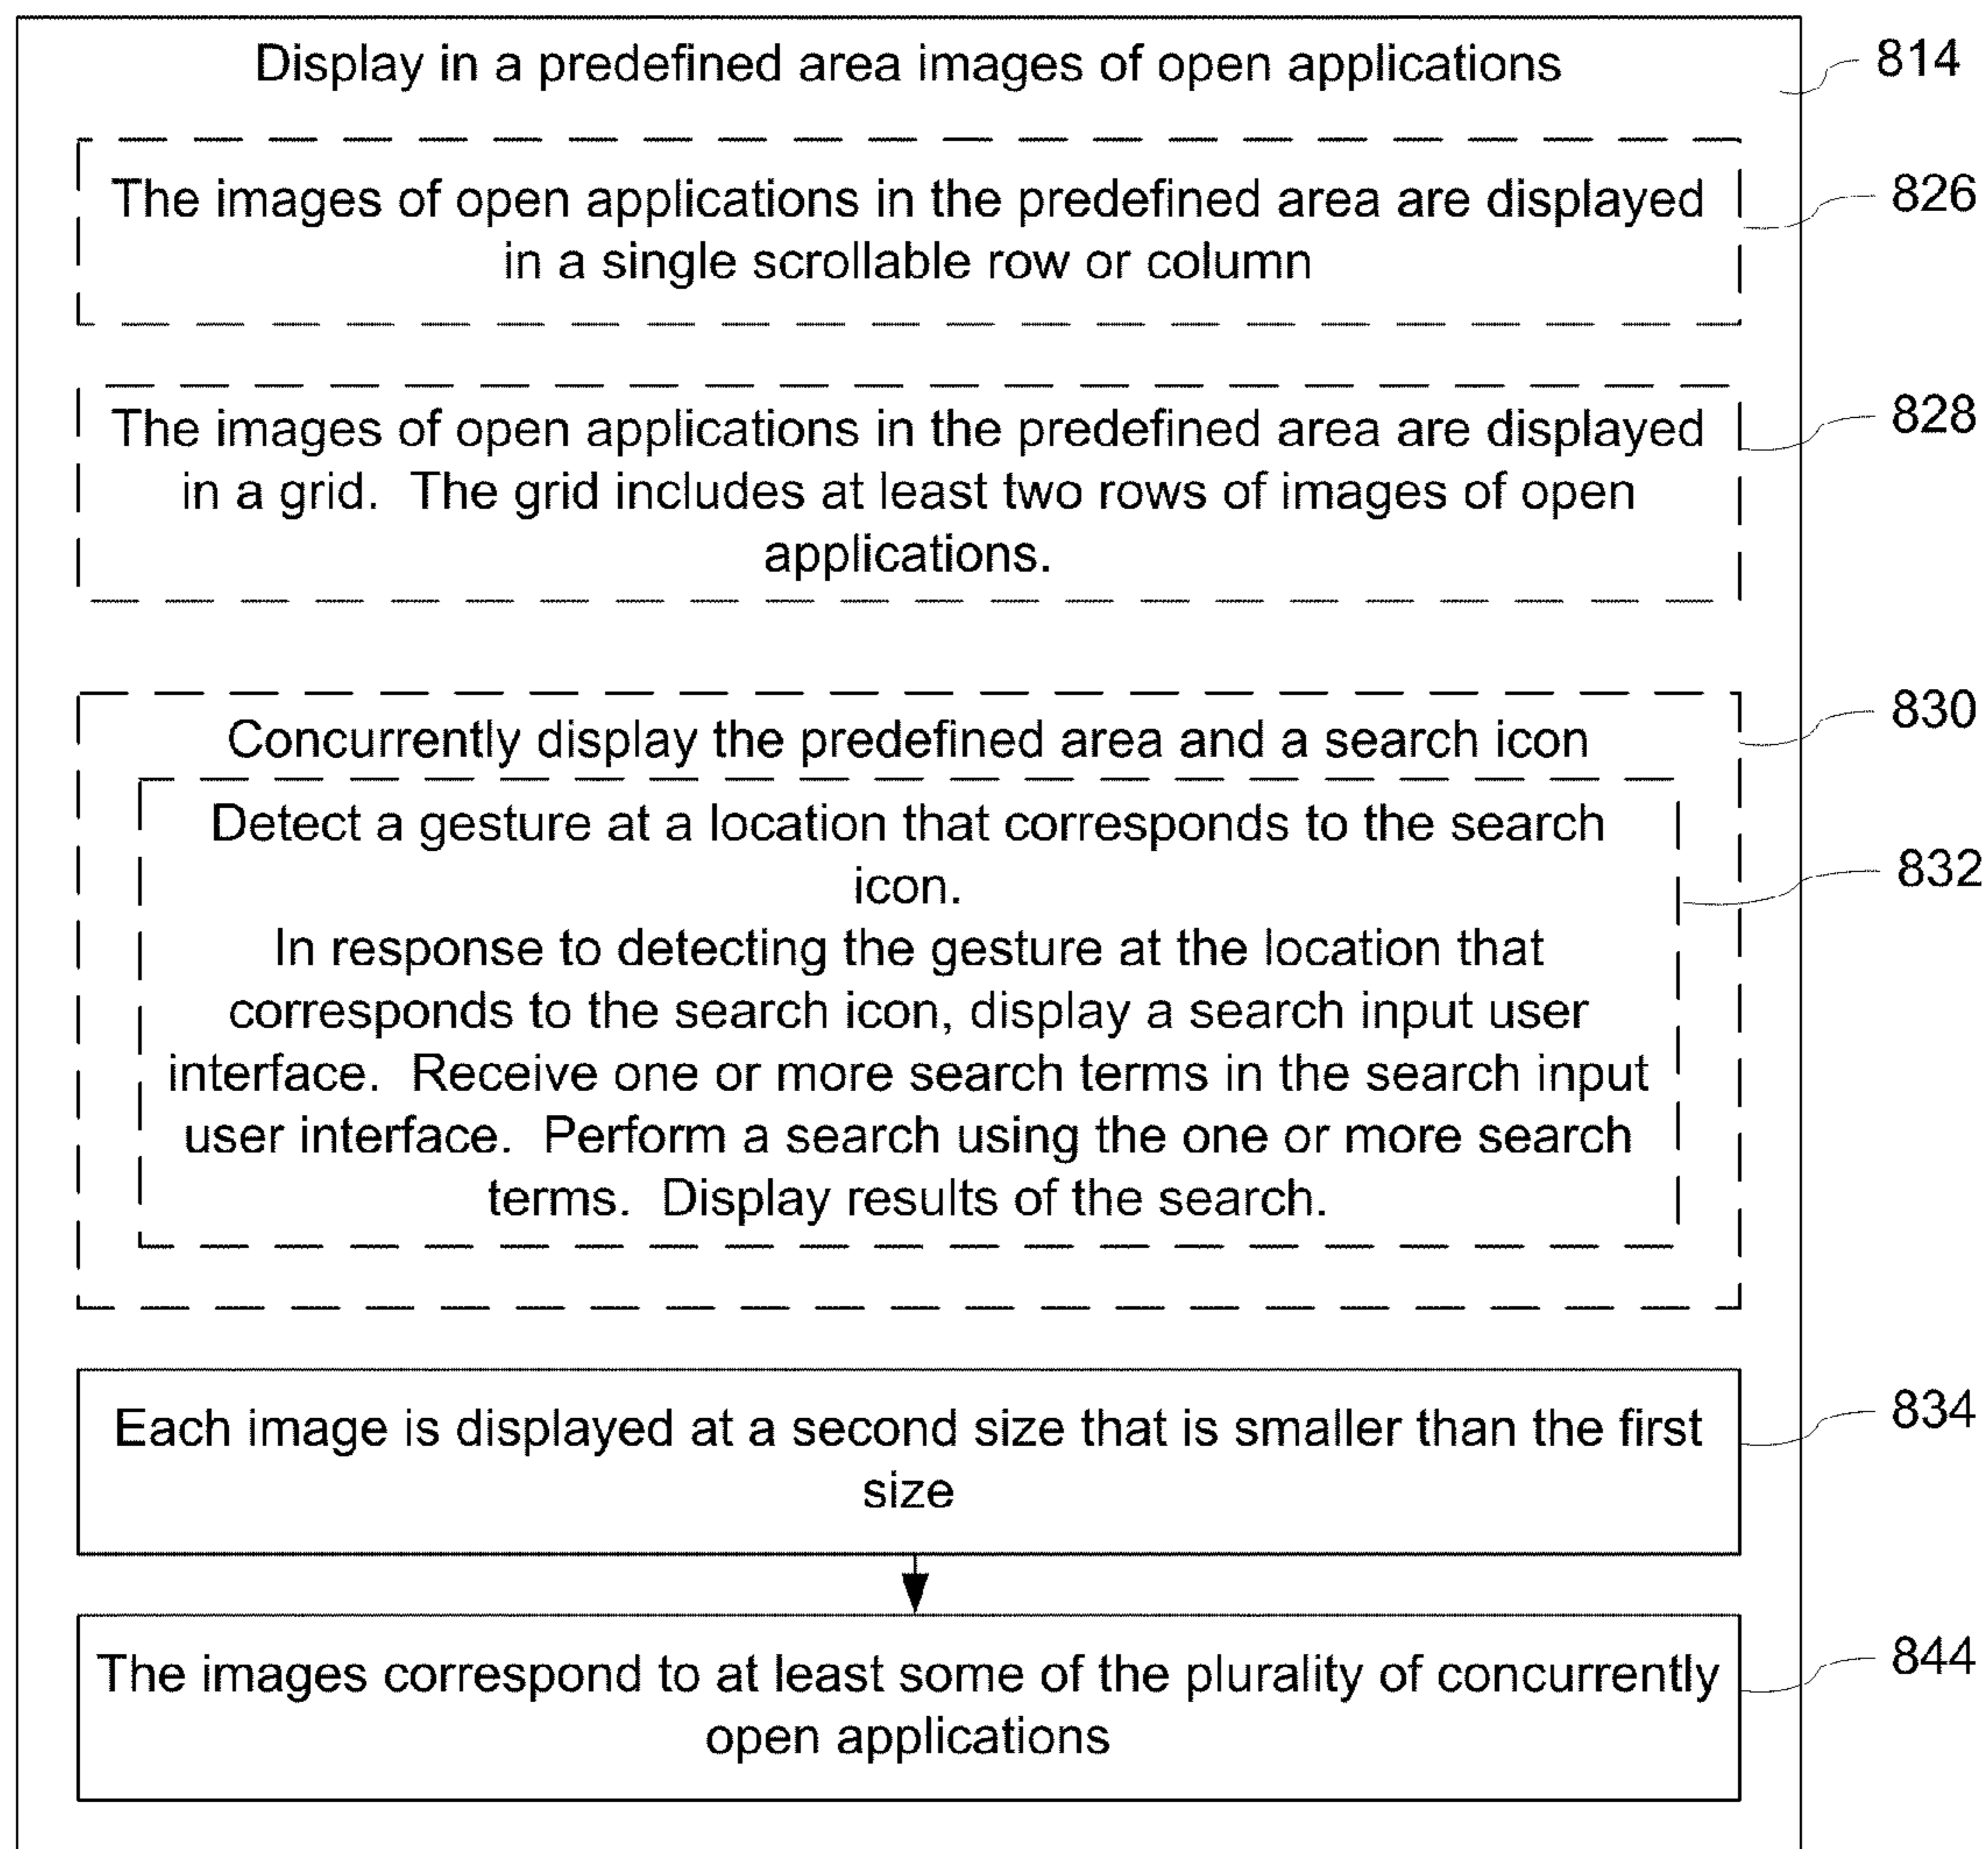 Display in a predefined area images of open applications
814
The images of open applications in the predefined area are displayed
in a single scrollable row or column
826
The images of open applications in the predefined area are displayed
in a grid.  The grid includes at least two rows of images of open
applications.
828
Concurrently display the predefined area and a search icon
830
Detect a gesture at a location that corresponds to the search
icon.
In response to detecting the gesture at the location that
corresponds to the search icon, display a search input user
interface.  Receive one or more search terms in the search input
user interface.  Perform a search using the one or more search
terms.  Display results of the search.
832
Each image is displayed at a second size that is smaller than the first
size
834
The images correspond to at least some of the plurality of concurrently
open applications
844